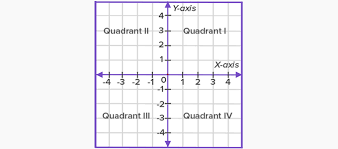 Y-axis
4
Quadrant II Quadrant I
3
2
1
X-axis
0
-4 -3 -2 -1 1 2 3 4
-1
-2
Quadrant III Quadrant IV
-3
-4